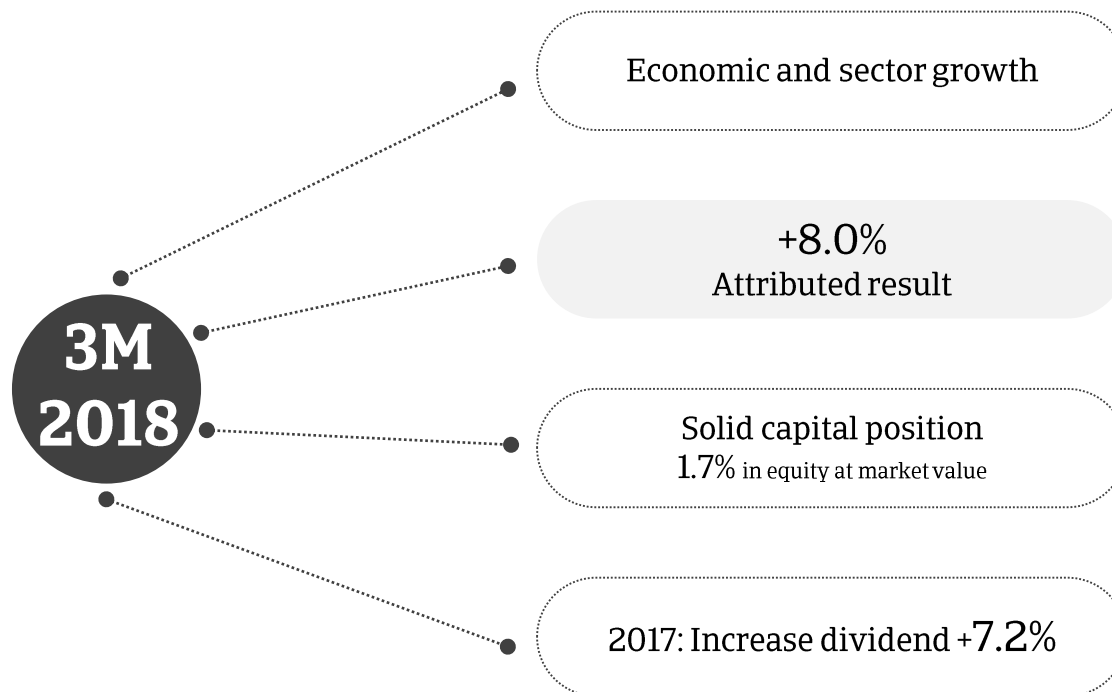 Economic and sector growth
+8.0%
Attributed result
3M
2018
Solid capital position
1.7% in equity at market value
2017: Increase dividend +7.2%